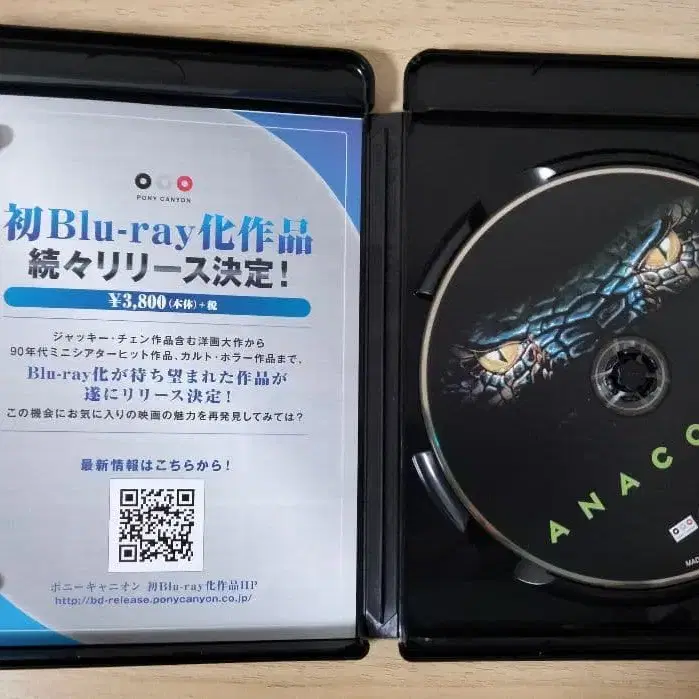 PONY CANYON
初Blu-ray化作品
続々リリース決定!
¥3,800(本体)+税
ジャッキー・チェン作品含む洋画大作から
90年代ミニシアターヒット作品、カルト・ホラー作品まで、
Blu-ray化が待ち望まれた作品が
遂にリリース決定!
この機会にお気に入りの映画の魅力を再発見してみては?
最新情報はこちらから!
ポニーキャニオン 初Blu-ray化作品HP
http://bd-release.ponycanyon.co.jp/
ANACO
MAD